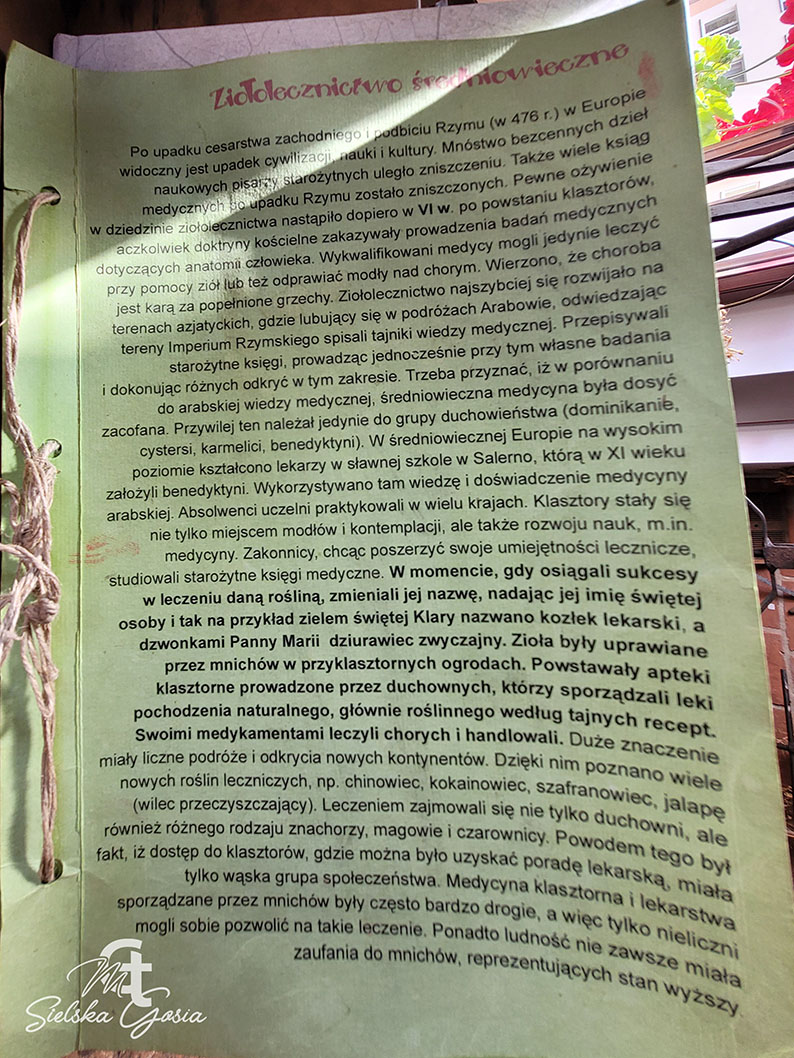 Ziołolecznictwo średniowieczne
Po upadku cesarstwa zachodniego i podbiciu Rzymu (w 476 r.) w Europie
widoczny jest upadek cywilizacji, nauki i kultury. Mnóstwo bezcennych dzieł
naukowych pisarzy starożytnych uległo zniszczeniu. Także wiele ksiąg
medycznych po upadku Rzymu zostało zniszczonych. Pewne ożywienie
w dziedzinie ziołolecznictwa nastąpiło dopiero w VI w. po powstaniu klasztorów,
aczkolwiek doktryny kościelne zakazywały prowadzenia badań medycznych
dotyczących anatomii człowieka. Wykwalifikowani medycy mogli jedynie leczyć
przy pomocy ziół lub też odprawiać modły nad chorym. Wierzono, że choroba
jest karą za popełnione grzechy. Ziołolecznictwo najszybciej się rozwijało na
terenach azjatyckich, gdzie lubujący się w podróżach Arabowie, odwiedzając
tereny Imperium Rzymskiego spisali tajniki wiedzy medycznej. Przepisywali
starożytne księgi, prowadząc jednocześnie przy tym własne badania
i dokonując różnych odkryć w tym zakresie. Trzeba przyznać, iż w porównaniu
do arabskiej wiedzy medycznej, średniowieczna medycyna była dosyć
zacofana. Przywilej ten należał jedynie do grupy duchowieństwa (dominikanie,
cystersi, karmelici, benedyktyni). W średniowiecznej Europie na wysokim
poziomie kształcono lekarzy w sławnej szkole w Salerno, którą w XI wieku
założyli benedyktyni. Wykorzystywano tam wiedzę i doświadczenie medycyny
arabskiej. Absolwenci uczelni praktykowali w wielu krajach. Klasztory stały się
nie tylko miejscem modłów i kontemplacji, ale także rozwoju nauk, m.in.
medycyny. Zakonnicy, chcąc poszerzyć swoje umiejętności lecznicze,
studiowali starożytne księgi medyczne. W momencie, gdy osiągali sukcesy
w leczeniu daną rośliną, zmieniali jej nazwę, nadając jej imię świętej
osoby i tak na przykład zielem świętej Klary nazwano kozłek lekarski, a
dzwonkami Panny Marii dziurawiec zwyczajny. Zioła były uprawiane
przez mnichów w przyklasztornych ogrodach. Powstawały apteki
klasztorne prowadzone przez duchownych, którzy sporządzali leki
pochodzenia naturalnego, głównie roślinnego według tajnych recept.
Swoimi medykamentami leczyli chorych i handlowali. Duże znaczenie
miały liczne podróże i odkrycia nowych kontynentów. Dzięki nim poznano wiele
nowych roślin leczniczych, np. chinowiec, kokainowiec, szafranowiec, jalapę
(wilec przeczyszczający). Leczeniem zajmowali się nie tylko duchowni, ale
również różnego rodzaju znachorzy, magowie i czarownicy. Powodem tego był
fakt, iż dostęp do klasztorów, gdzie można było uzyskać poradę lekarską, miała
tylko wąska grupa społeczeństwa. Medycyna klasztorna i lekarstwa
sporządzane przez mnichów były często bardzo drogie, a więc tylko nieliczni
mogli sobie pozwolić na takie leczenie. Ponadto ludność nie zawsze miała
zaufania do mnichów, reprezentujących stan wyższy.
Sielska Gosia